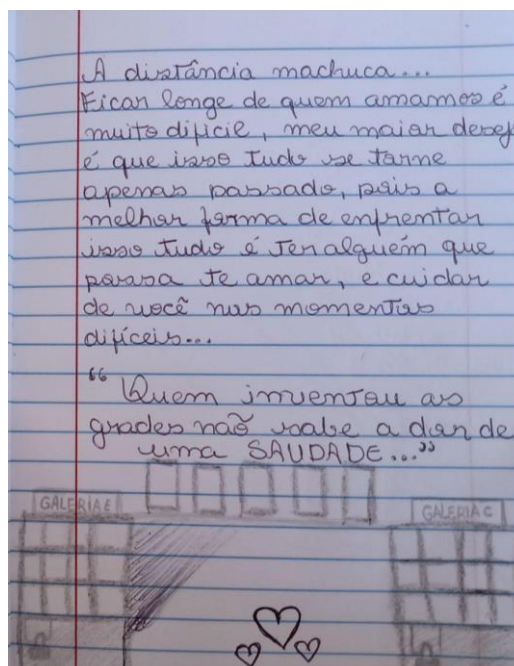 A distância machuca...
Ficar longe de quem amamos é
muito dificie, meu maior desej
é que isso tudo se torne
apenas passado, pois a
melhor forma de enfrentar
isso tudo é ter alguém que
possa te amar, e cuidar
de você nos momentos
difíceis...
“ Quem inventou as
grades não sabe a dor de
uma SAUDADE...”
GALERIA E
GALERIA C